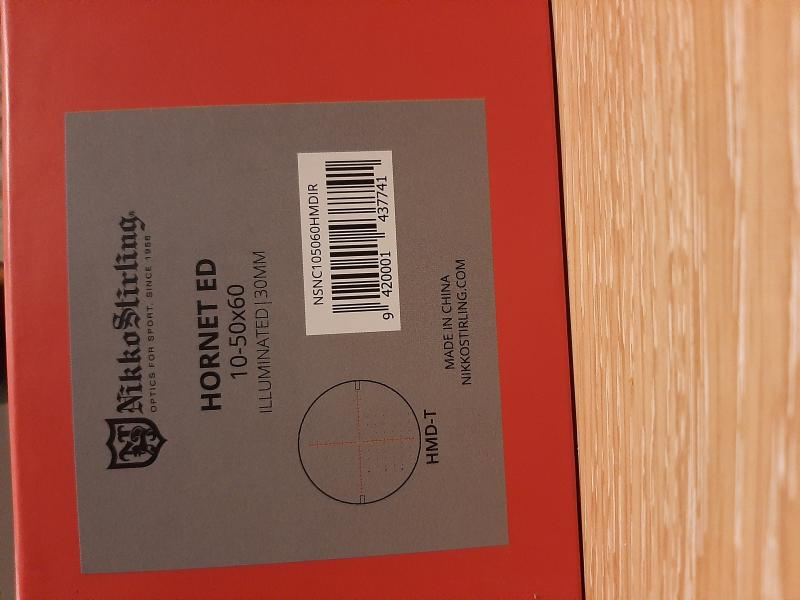 NikkoStirling.
OPTICS FOR SPORT. SINCE 1956
HORNET ED
10-50x60
ILLUMINATED | 30MM
NSNC105060HMDIR
9 420001 437741
HMD-T
MADE IN CHINA
NIKKOSTIRLING.COM